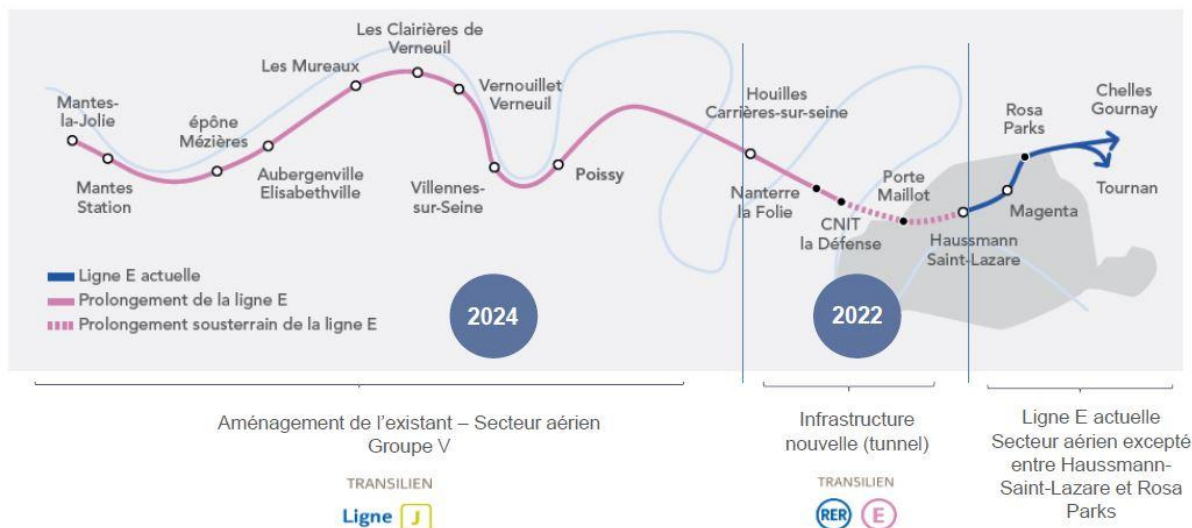 Mantes-
la-Jolie
Mantes
Station
épône
Mézières
Aubergenville
Elisabethville
Les Mureaux
Les Clairières de
Verneuil
Vernouillet
Verneuil
Villennes-
sur-Seine
Poissy
Houilles
Carrières-sur-seine
Nanterre
la Folie
CNIT
la Défense
Porte
Maillot
Haussmann
Saint-Lazare
Magenta
Rosa
Parks
Chelles
Gournay
Tournan
Ligne E actuelle
Prolongement de la ligne E
Prolongement sousterrain de la ligne E
2024
2022
Aménagement de l'existant – Secteur aérien
Groupe V
TRANSILIEN
Ligne J
Infrastructure
nouvelle (tunnel)
TRANSILIEN
RER E
Ligne E actuelle
Secteur aérien excepté
entre Haussmann-
Saint-Lazare et Rosa
Parks